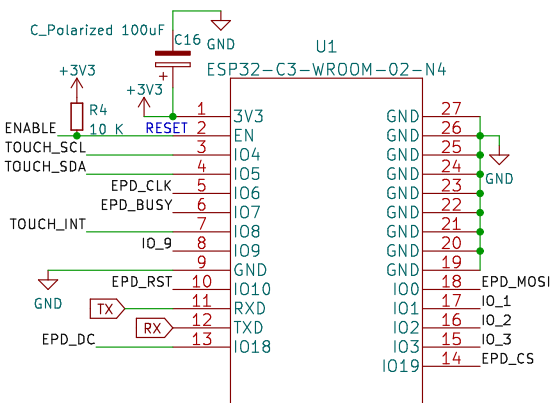 C_Polarized 100uF
C16
GND
U1
ESP32-C3-WROOM-02-N4
+3V3
+3V3
R4
10 K
RESET
ENABLE
TOUCH_SCL
TOUCH_SDA
EPD_CLK
EPD_BUSY
TOUCH_INT
IO_9
GND
EPD_RST
TX
RX
EPD_DC
1 3V3
2 EN
3 IO4
4 IO5
5 IO6
6 IO7
7 IO8
8 IO9
9 GND
10 IO10
11 RXD
12 TXD
13 IO18
GND 27
GND 26
GND 25
GND 24
GND 23
GND 22
GND 21
GND 20
GND 19
IO0 18 EPD_MOSI
IO1 17 IO_1
IO2 16 IO_2
IO3 15 IO_3
IO19 14 EPD_CS
GND